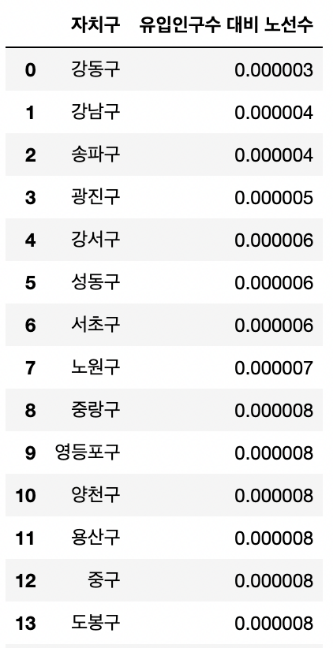 자치구 유입인구수 대비 노선수
0 강동구 0.000003
1 강남구 0.000004
2 송파구 0.000004
3 광진구 0.000005
4 강서구 0.000006
5 성동구 0.000006
6 서초구 0.000006
7 노원구 0.000007
8 중랑구 0.000008
9 영등포구 0.000008
10 양천구 0.000008
11 용산구 0.000008
12 중구 0.000008
13 도봉구 0.000008